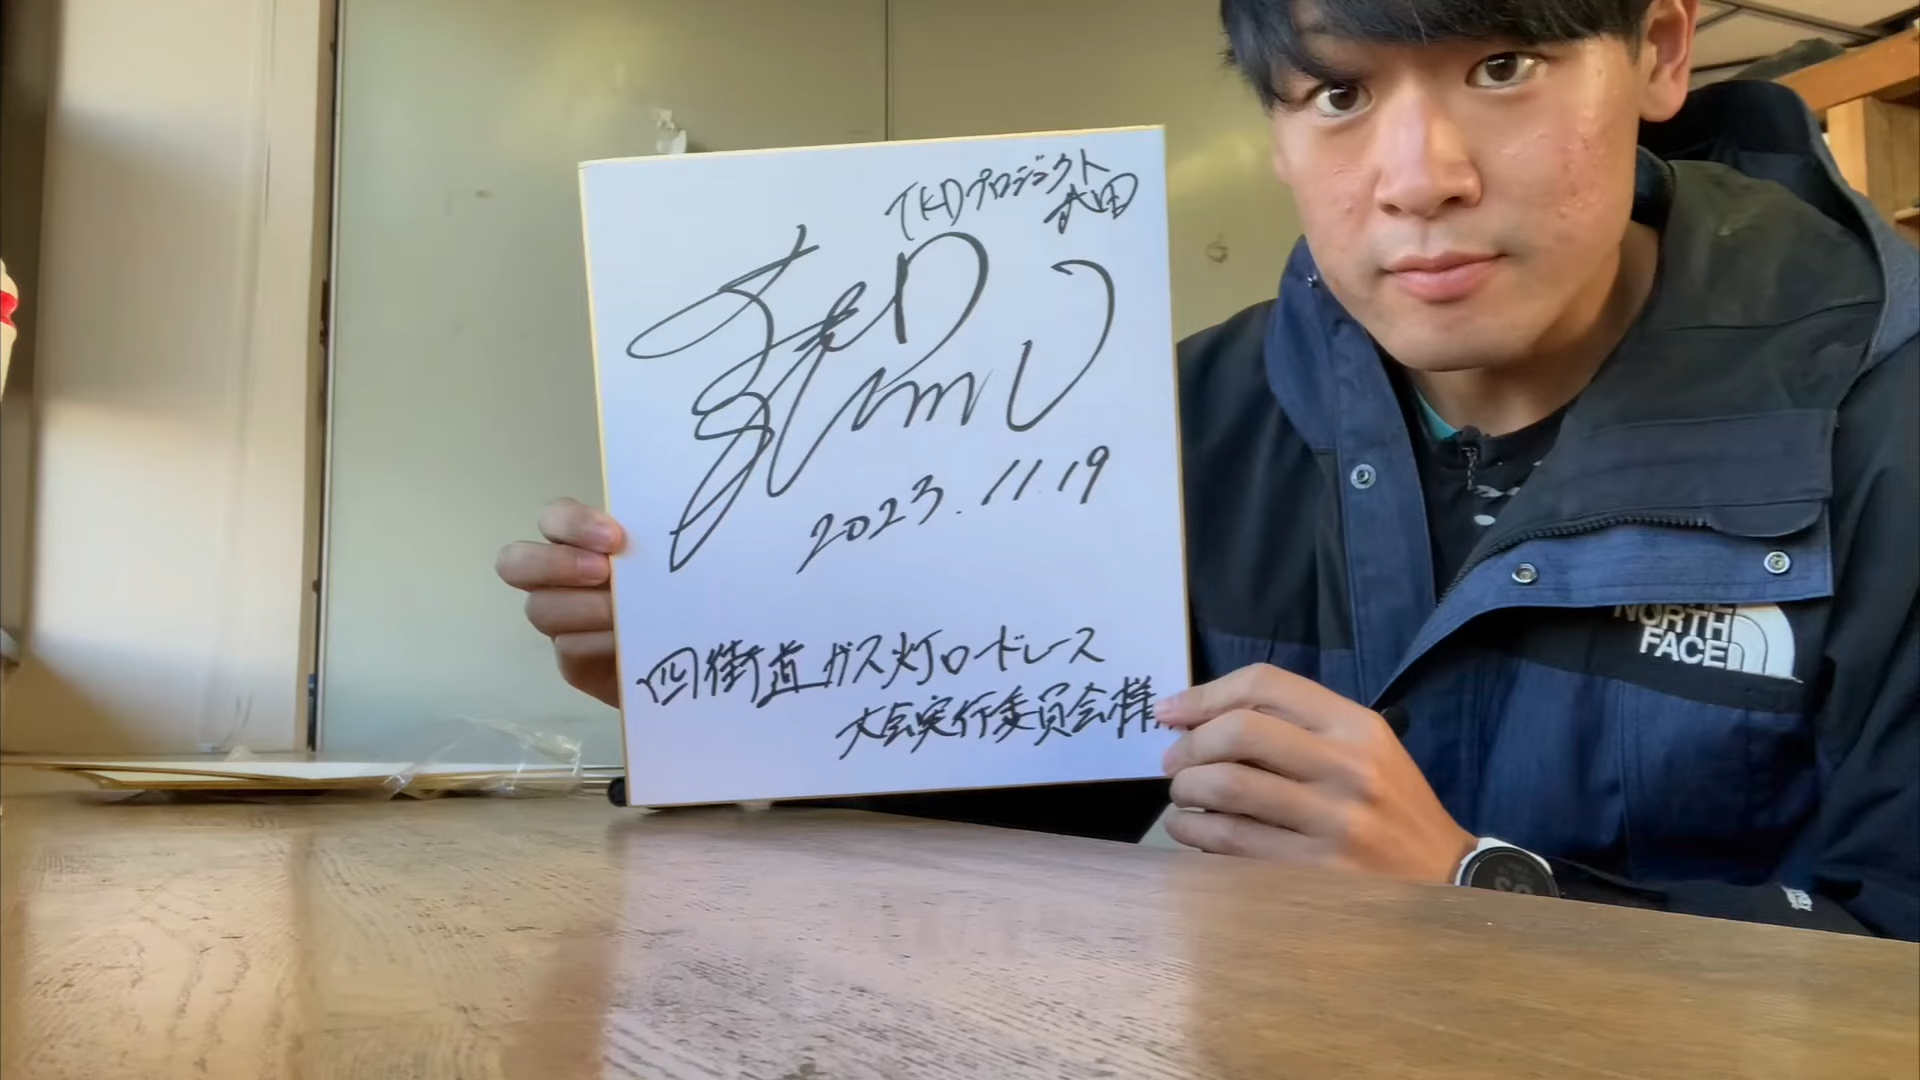 TKDプロジェクト
武田
2023.11.19
四街道ガス灯ロードレース
大会実行委員会様
THE
NORTH
FACE